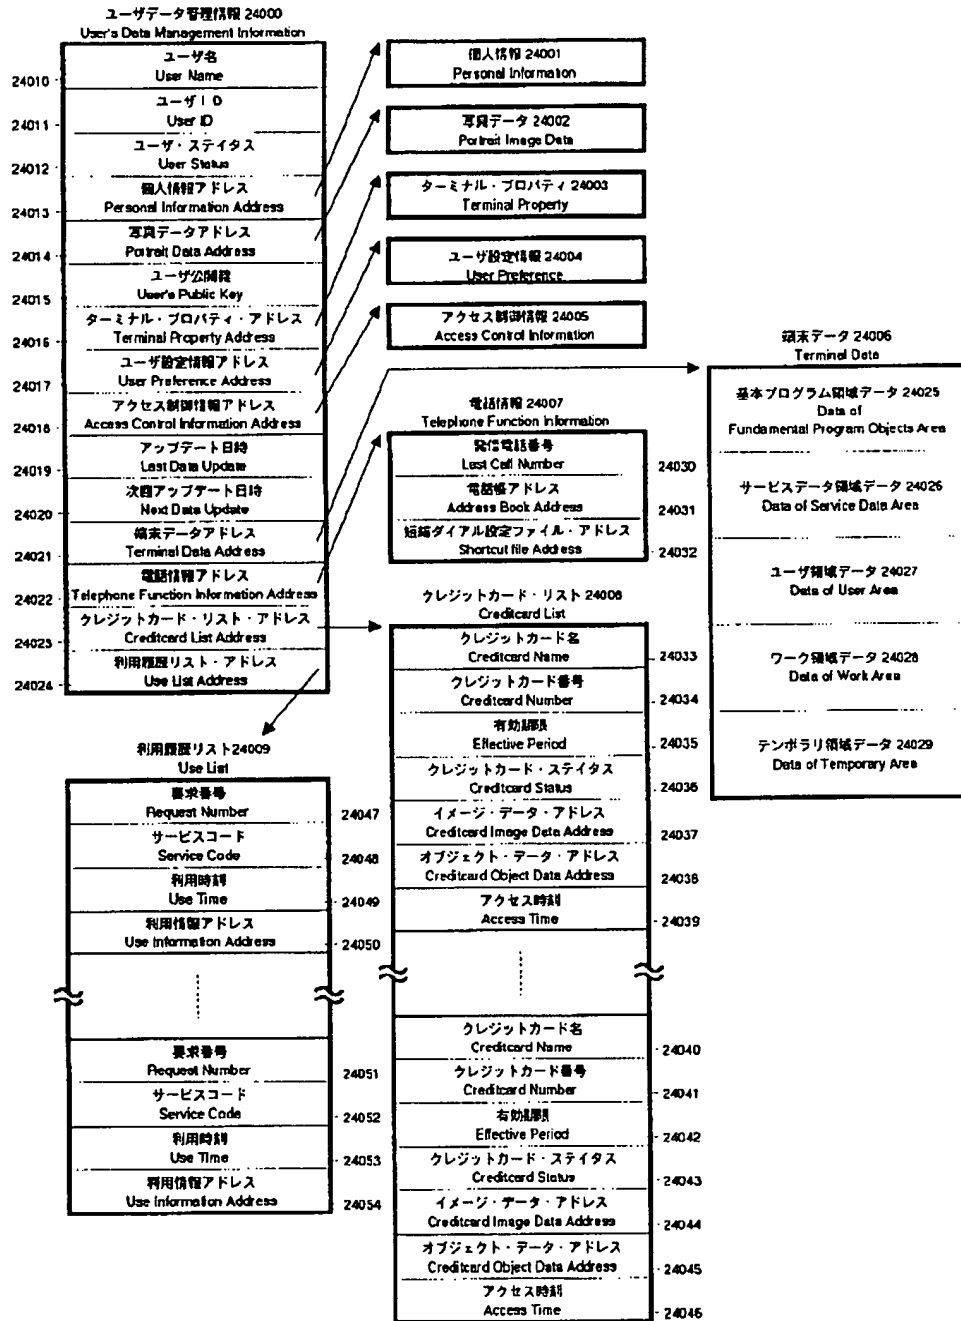 ユーザデータ管理情報 24000
User's Data Management Information
ユーザ名
User Name
24010
ユーザID
User ID
24011
ユーザ・ステイタス
User Status
24012
個人情報アドレス
Personal Information Address
24013
写真データアドレス
Portrait Data Address
24014
ユーザ公開鍵
User's Public Key
24015
ターミナル・プロパティ・アドレス
Terminal Property Address
24016
ユーザ設定情報アドレス
User Preference Address
24017
アクセス制御情報アドレス
Access Control Information Address
24018
アップデート日時
Last Data Update
24019
次回アップデート日時
Next Data Update
24020
端末データアドレス
Terminal Data Address
24021
電話情報アドレス
Telephone Function Information Address
24022
クレジットカード・リスト・アドレス
Creditcard List Address
24023
利用履歴リスト・アドレス
Use List Address
24024
個人情報 24001
Personal Information
写真データ 24002
Portrait Image Data
ターミナル・プロパティ 24003
Terminal Property
ユーザ設定情報 24004
User Preference
アクセス制御情報 24005
Access Control Information
端末データ 24006
Terminal Data
基本プログラム領域データ 24025
Data of
Fundamental Program Objects Area
サービスデータ領域データ 24026
Data of Service Data Area
ユーザ領域データ 24027
Data of User Area
ワーク領域データ 24028
Data of Work Area
テンポラリ領域データ 24029
Data of Temporary Area
電話情報 24007
Telephone Function Information
発信電話番号
Last Call Number
24030
電話帳アドレス
Address Book Address
24031
短縮ダイアル設定ファイル・アドレス
Shortcut file Address
24032
クレジットカード・リスト 24008
Creditcard List
クレジットカード名
Creditcard Name
24033
クレジットカード番号
Creditcard Number
24034
有効期限
Effective Period
24035
クレジットカード・ステイタス
Creditcard Status
24036
イメージ・データ・アドレス
Creditcard Image Data Address
24037
オブジェクト・データ・アドレス
Creditcard Object Data Address
24038
アクセス時刻
Access Time
24039
クレジットカード名
Creditcard Name
24040
クレジットカード番号
Creditcard Number
24041
有効期限
Effective Period
24042
クレジットカード・ステイタス
Creditcard Status
24043
イメージ・データ・アドレス
Creditcard Image Data Address
24044
オブジェクト・データ・アドレス
Creditcard Object Data Address
24045
アクセス時刻
Access Time
24046
利用履歴リスト24009
Use List
要求番号
Request Number
24047
サービスコード
Service Code
24048
利用時刻
Use Time
24049
利用情報アドレス
Use Information Address
24050
要求番号
Request Number
24051
サービスコード
Service Code
24052
利用時刻
Use Time
24053
利用情報アドレス
Use Information Address
24054